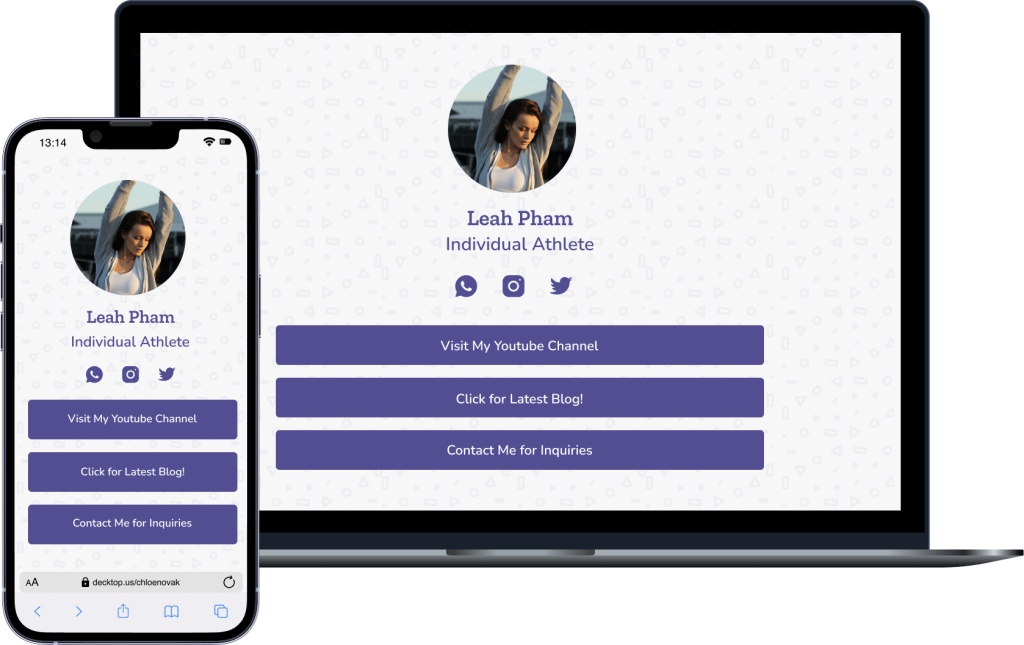 Leah Pham
Individual Athlete
Visit My Youtube Channel
Click for Latest Blog!
Contact Me for Inquiries
13:14
Leah Pham
Individual Athlete
Visit My Youtube Channel
Click for Latest Blog!
Contact Me for Inquiries
AA
decktop.us/chloenovak